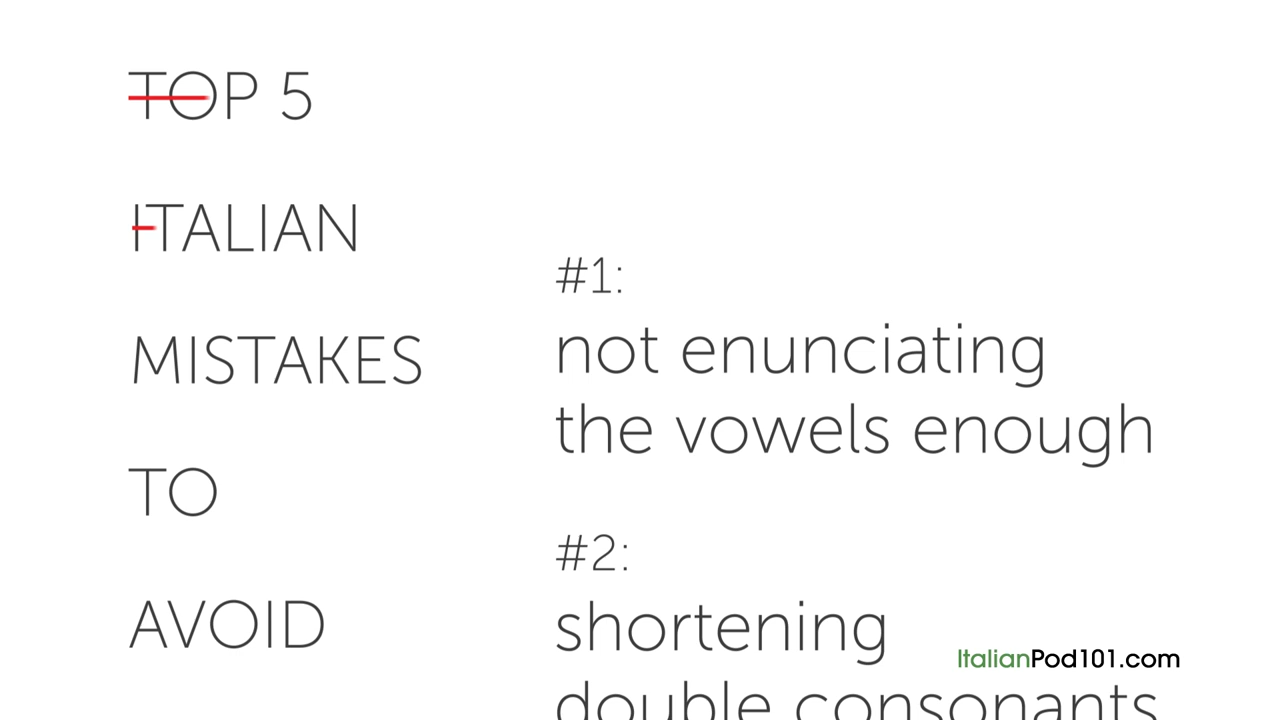 TOP 5
ITALIAN
MISTAKES
TO
AVOID
#1:
not enunciating
the vowels enough
#2:
shortening
double consonants
ItalianPod101.com